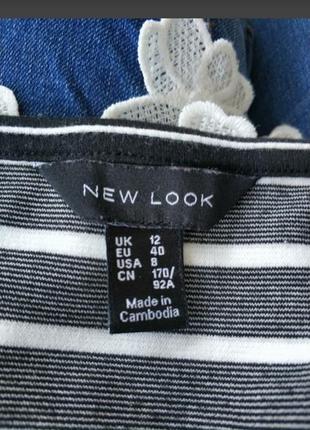 NEW LOOK
UK 12
EU 40
USA 8
CN 170/
92A
Made in
Cambodia